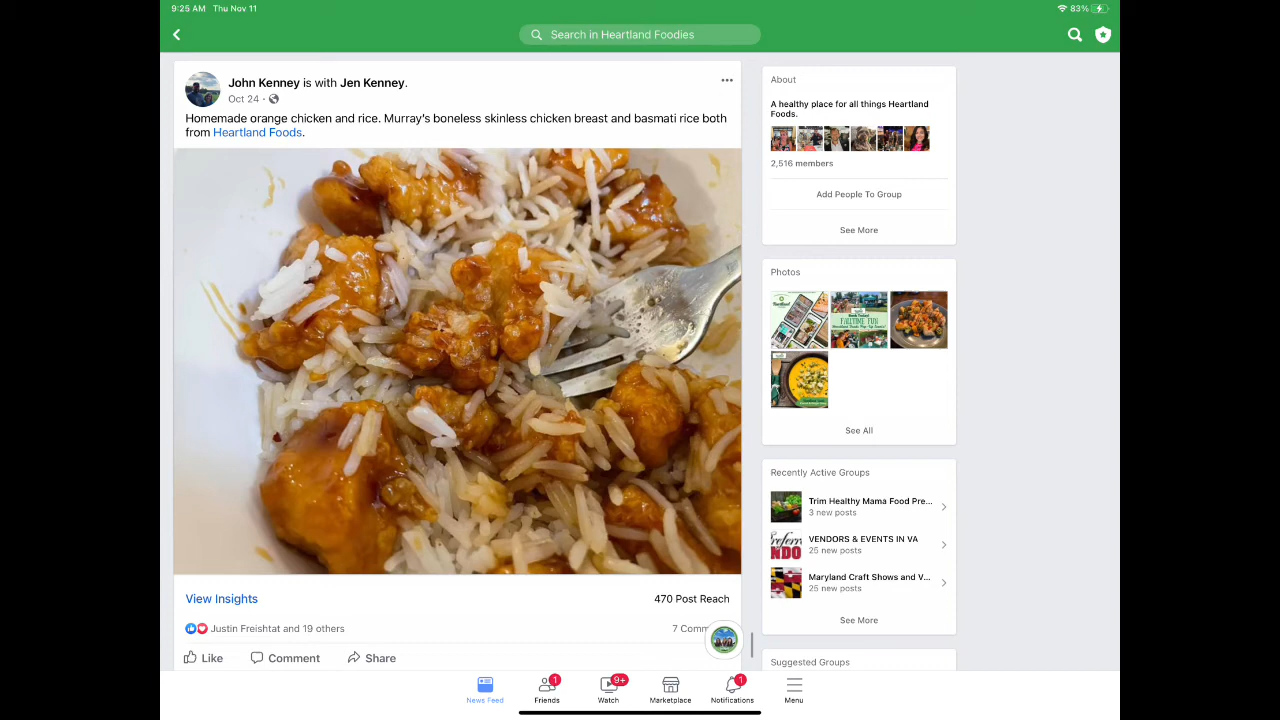 9:25 AM Thu Nov 11
83%
Search in Heartland Foodies
John Kenney is with Jen Kenney.
Oct 24 ·
Homemade orange chicken and rice. Murray's boneless skinless chicken breast and basmati rice both
from Heartland Foods.
View Insights
470 Post Reach
Justin Freishtat and 19 others
7 Comm
Like
Comment
Share
About
A healthy place for all things Heartland
Foods.
2,516 members
Add People To Group
See More
Photos
FALLTIME FUN
See All
Recently Active Groups
Trim Healthy Mama Food Pre...
3 new posts
VENDORS & EVENTS IN VA
25 new posts
Maryland Craft Shows and V...
25 new posts
See More
Suggested Groups
News Feed
1
Friends
9+
Watch
Marketplace
1
Notifications
Menu